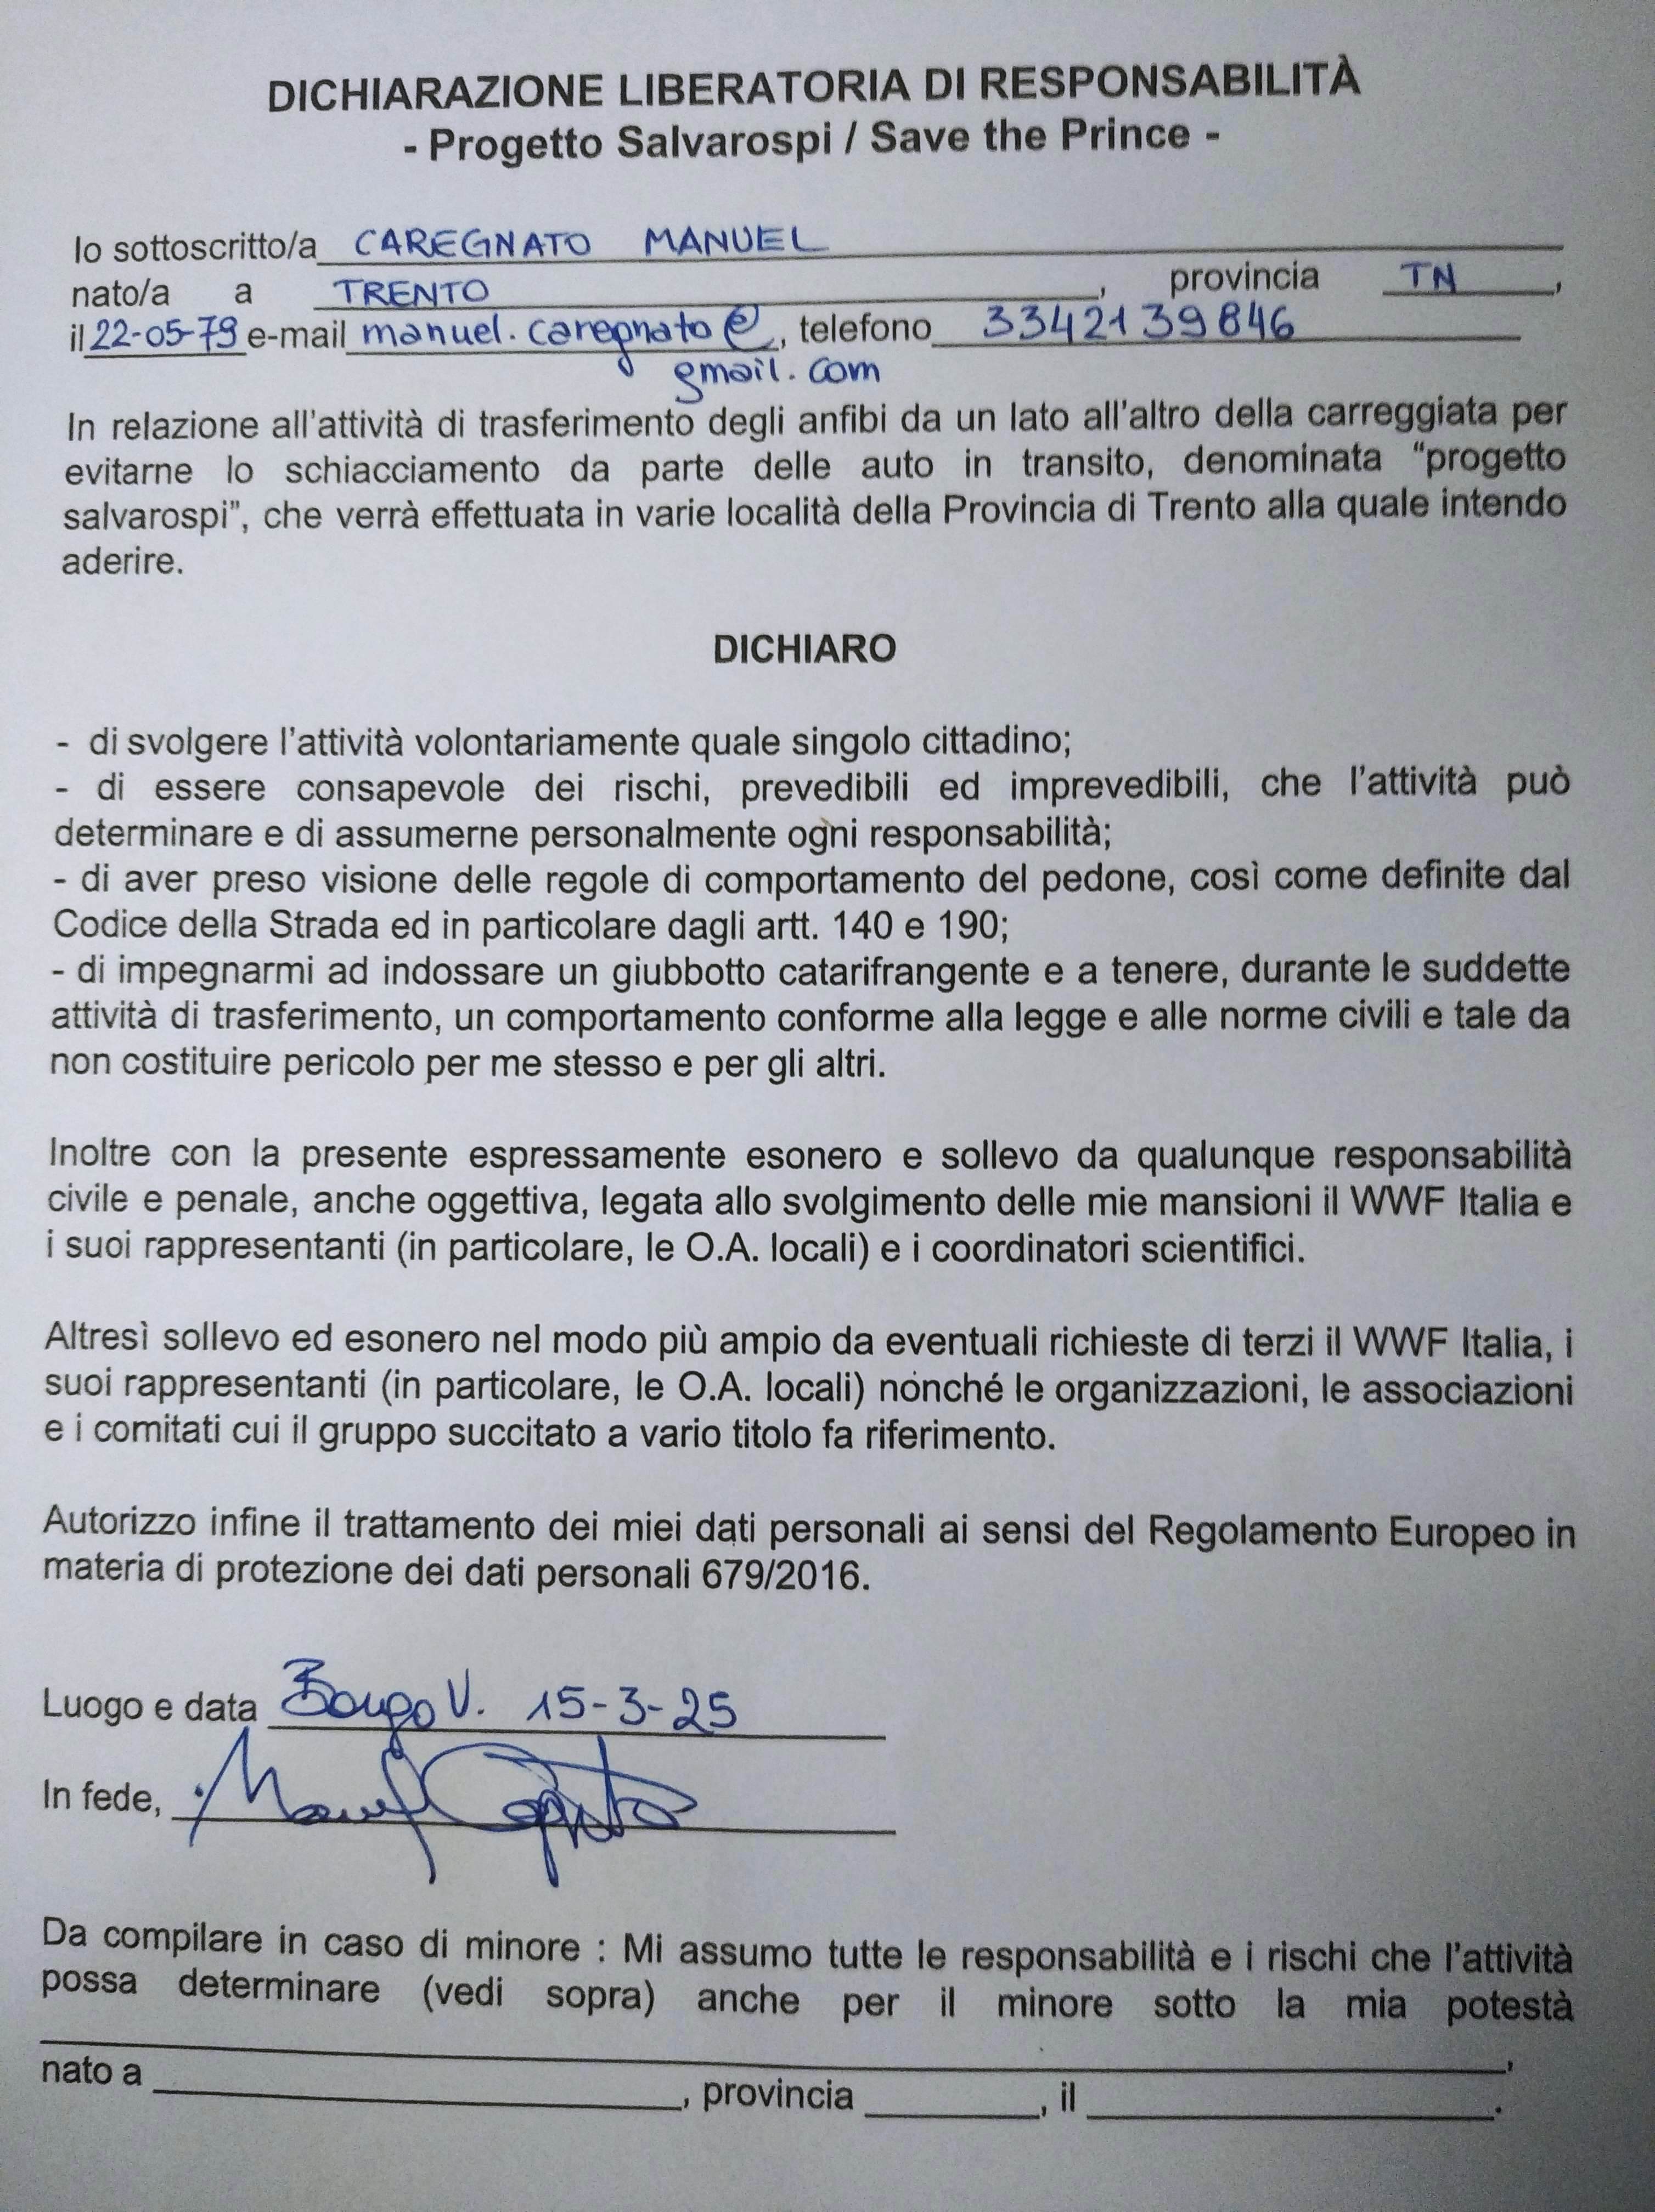 DICHIARAZIONE LIBERATORIA DI RESPONSABILITÀ
- Progetto Salvarospi / Save the Prince -
Io sottoscritto/a CAREGNATO MANUEL
nato/a a TRENTO, provincia TN,
il 22-05-79 e-mail manuel.caregnato@, telefono 3342139846
gmail.com
In relazione all'attività di trasferimento degli anfibi da un lato all'altro della carreggiata per
evitarne lo schiacciamento da parte delle auto in transito, denominata “progetto
salvarospi”, che verrà effettuata in varie località della Provincia di Trento alla quale intendo
aderire.
DICHIARO
- di svolgere l'attività volontariamente quale singolo cittadino;
- di essere consapevole dei rischi, prevedibili ed imprevedibili, che l'attività può
determinare e di assumerne personalmente ogni responsabilità;
- di aver preso visione delle regole di comportamento del pedone, così come definite dal
Codice della Strada ed in particolare dagli artt. 140 e 190;
- di impegnarmi ad indossare un giubbotto catarifrangente e a tenere, durante le suddette
attività di trasferimento, un comportamento conforme alla legge e alle norme civili e tale da
non costituire pericolo per me stesso e per gli altri.
Inoltre con la presente espressamente esonero e sollevo da qualunque responsabilità
civile e penale, anche oggettiva, legata allo svolgimento delle mie mansioni il WWF Italia e
i suoi rappresentanti (in particolare, le O.A. locali) e i coordinatori scientifici.
Altresì sollevo ed esonero nel modo più ampio da eventuali richieste di terzi il WWF Italia, i
suoi rappresentanti (in particolare, le O.A. locali) nonché le organizzazioni, le associazioni
e i comitati cui il gruppo succitato a vario titolo fa riferimento.
Autorizzo infine il trattamento dei miei dati personali ai sensi del Regolamento Europeo in
materia di protezione dei dati personali 679/2016.
Luogo e data Borgo V. 15-3-25
In fede, Manuel Caregnato
Da compilare in caso di minore : Mi assumo tutte le responsabilità e i rischi che l'attività
possa determinare (vedi sopra) anche per il minore sotto la mia potestà
,
nato a , provincia , il .